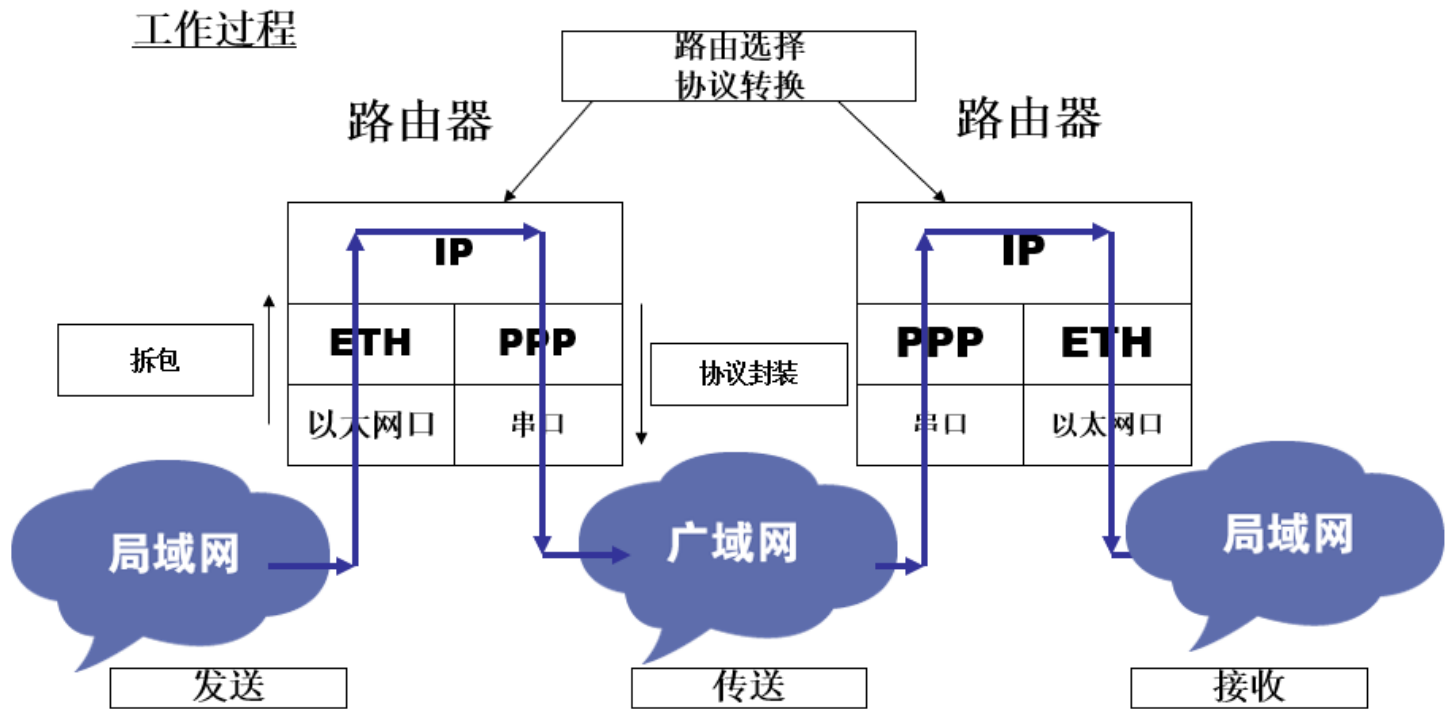 工作过程
路由选择
协议转换
路由器
路由器
IP
IP
ETH
PPP
PPP
ETH
拆包
协议封装
以太网口
串口
串口
以太网口
局域网
广域网
局域网
发送
传送
接收